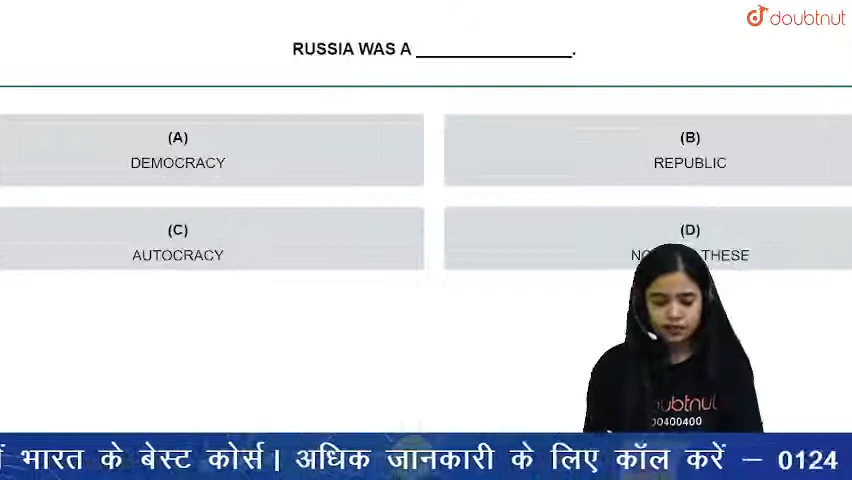 doubtnut
RUSSIA WAS A ________________.
(A)
DEMOCRACY
(B)
REPUBLIC
(C)
AUTOCRACY
(D)
THESE
doubtnut
00400400
भारत के बेस्ट कोर्स। अधिक जानकारी के लिए कॉल करें – 0124